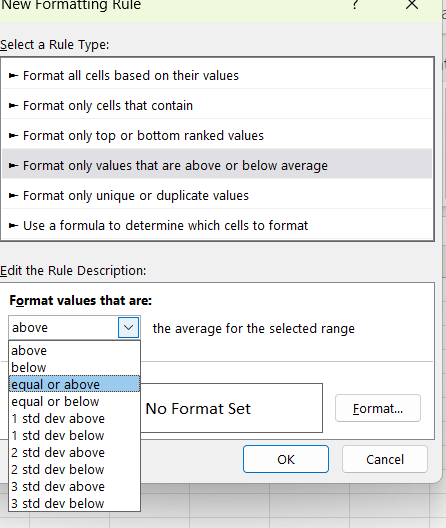 New Formatting Rule
?
Select a Rule Type:
► Format all cells based on their values
► Format only cells that contain
► Format only top or bottom ranked values
► Format only values that are above or below average
► Format only unique or duplicate values
► Use a formula to determine which cells to format
Edit the Rule Description:
Format values that are:
above the average for the selected range
above
below
equal or above
equal or below
1 std dev above
1 std dev below
2 std dev above
2 std dev below
3 std dev above
3 std dev below
No Format Set
Format...
OK Cancel